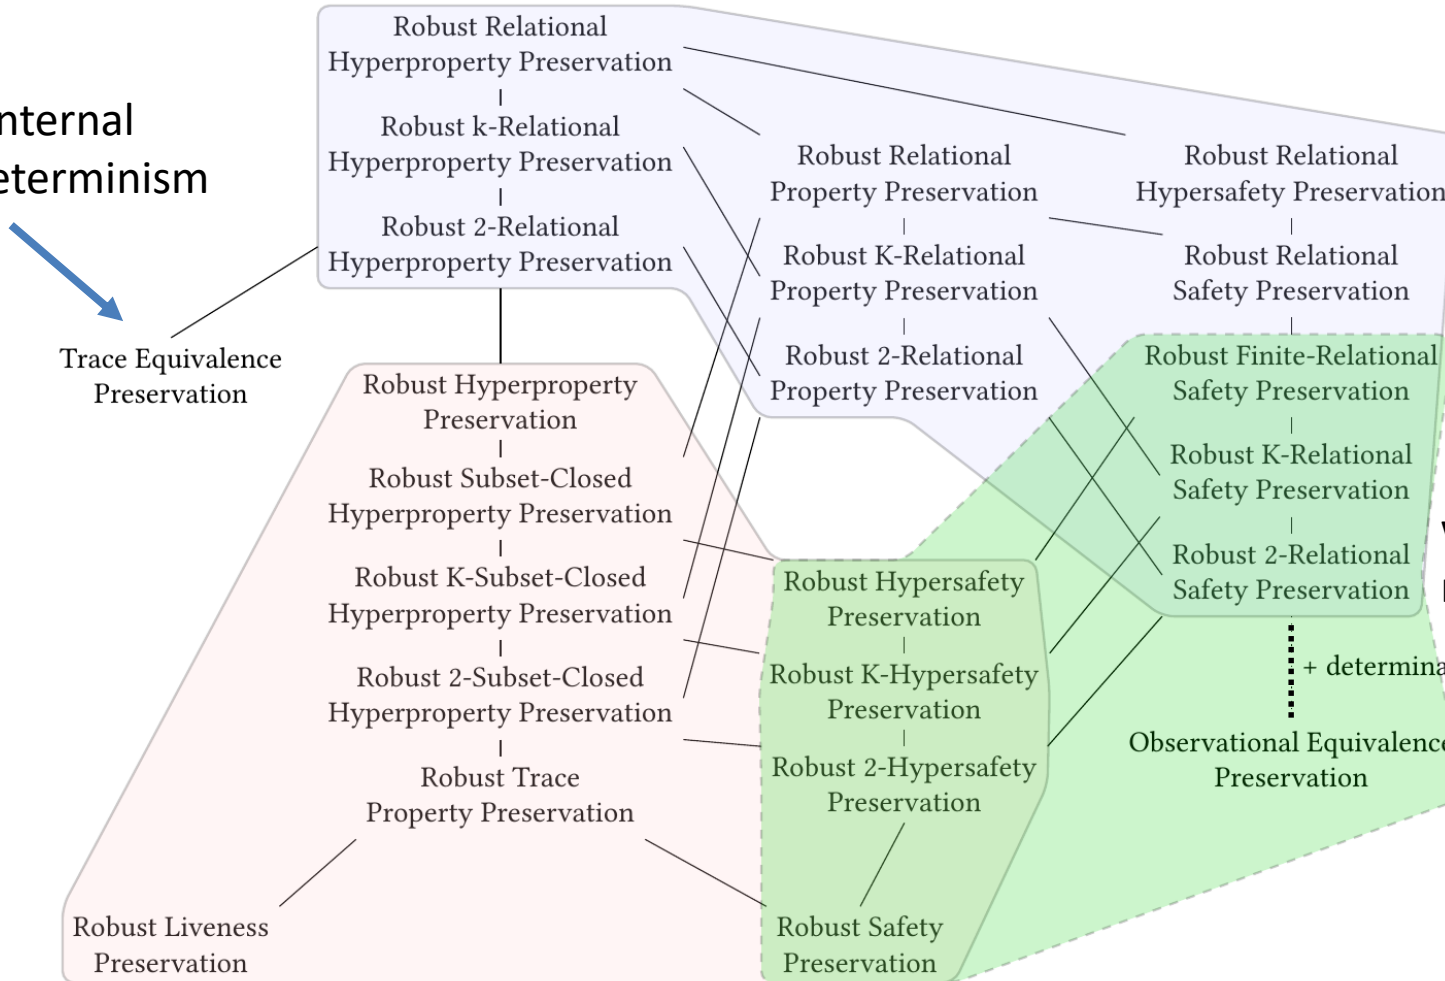 Robust Relational
Hyperproperty Preservation
nternal
eterminism
Robust k-Relational
Hyperproperty Preservation
Robust 2-Relational
Hyperproperty Preservation
Robust Relational
Property Preservation
Robust K-Relational
Property Preservation
Robust 2-Relational
Property Preservation
Robust Relational
Hypersafety Preservation
Robust Relational
Safety Preservation
Robust Finite-Relational
Safety Preservation
Robust K-Relational
Safety Preservation
Robust 2-Relational
Safety Preservation
+ determina
Observational Equivalence
Preservation
Trace Equivalence
Preservation
Robust Hyperproperty
Preservation
Robust Subset-Closed
Hyperproperty Preservation
Robust K-Subset-Closed
Hyperproperty Preservation
Robust 2-Subset-Closed
Hyperproperty Preservation
Robust Trace
Property Preservation
Robust Hypersafety
Preservation
Robust K-Hypersafety
Preservation
Robust 2-Hypersafety
Preservation
Robust Liveness
Preservation
Robust Safety
Preservation